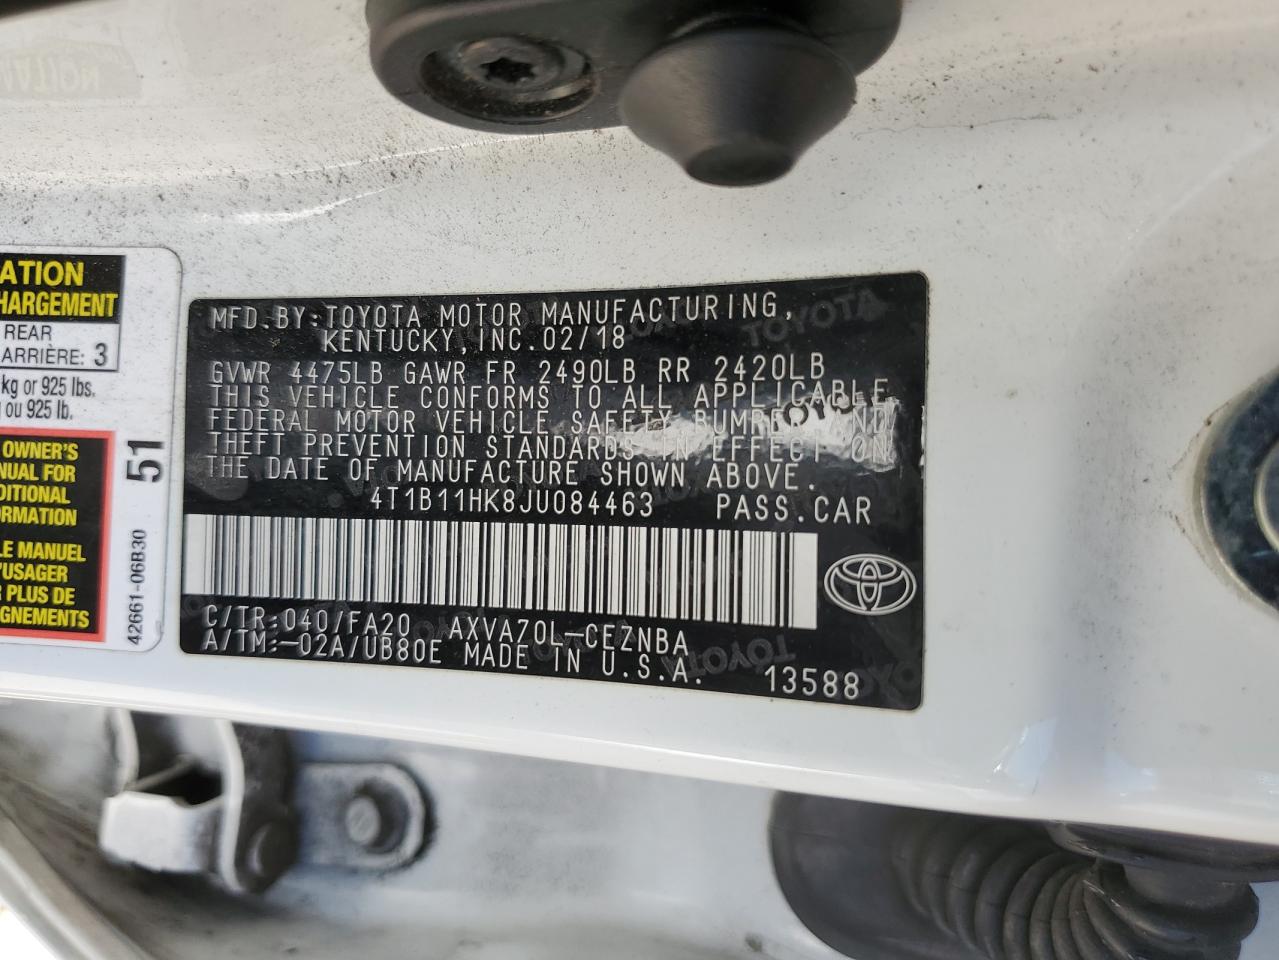 ATION
HARGEMENT
REAR
ARRIÈRE: 3
kg or 925 lbs.
ou 925 lb.
OWNER'S
NUAL FOR
DITIONAL
ORMATION
LE MANUEL
'USAGER
PLUS DE
GNEMENTS
51
42661-06B30
MFD.BY:TOYOTA MOTOR MANUFACTURING,
KENTUCKY,INC.02/18
GVWR 4475LB GAWR FR 2490LB RR 2420LB
THIS VEHICLE CONFORMS TO ALL APPLICABLE
FEDERAL MOTOR VEHICLE SAFETY BUMPER AND
THEFT PREVENTION STANDARDS IN EFFECT ON
THE DATE OF MANUFACTURE SHOWN ABOVE.
4T1B11HK8JU084463 PASS.CAR
C/TR:040/FA20 AXVA70L-CEZNBA
A/TM:-02A/UB80E MADE IN U.S.A. 13588